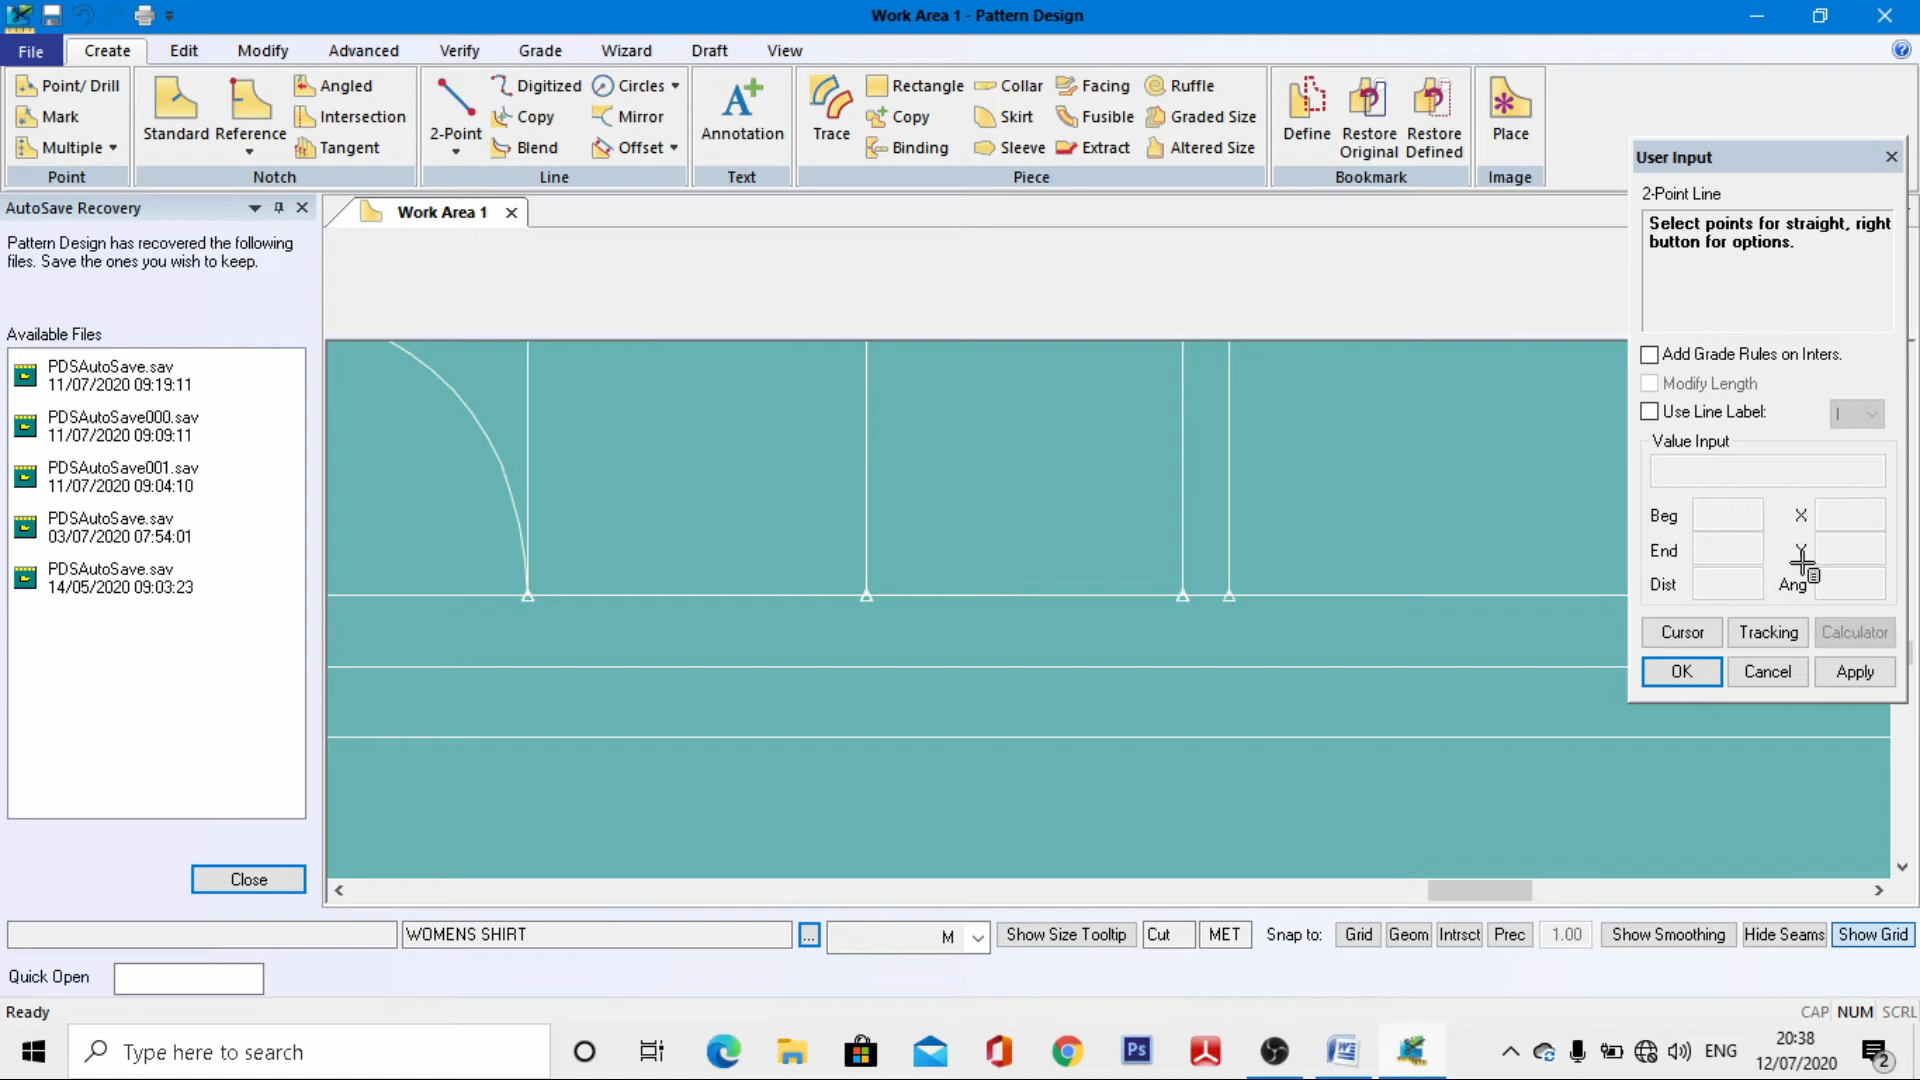 Work Area 1 - Pattern Design
File Create Edit Modify Advanced Verify Grade Wizard Draft View
Point/ Drill
Mark
Multiple
Point
Standard
Reference
Angled
Intersection
Tangent
Notch
2-Point
Digitized
Copy
Blend
Circles
Mirror
Offset
Line
A
Annotation
Text
Trace
Rectangle
Copy
Binding
Collar
Skirt
Sleeve
Facing
Fusible
Extract
Ruffle
Graded Size
Altered Size
Piece
Define
Restore
Original
Restore
Defined
Bookmark
Place
Image
AutoSave Recovery
Pattern Design has recovered the following
files. Save the ones you wish to keep.
Available Files
PDSAutoSave.sav
11/07/2020 09:19:11
PDSAutoSave000.sav
11/07/2020 09:09:11
PDSAutoSave001.sav
11/07/2020 09:04:10
PDSAutoSave.sav
03/07/2020 07:54:01
PDSAutoSave.sav
14/05/2020 09:03:23
Close
Work Area 1
User Input
2-Point Line
Select points for straight, right
button for options.
Add Grade Rules on Inters.
Modify Length
Use Line Label: I
Value Input
Beg X
End Y
Dist Ang
Cursor Tracking Calculator
OK Cancel Apply
WOMENS SHIRT ... M Show Size Tooltip Cut MET Snap to: Grid Geom Intrsct Prec 1.00 Show Smoothing Hide Seams Show Grid
Quick Open
Ready CAP NUM SCRL
Type here to search
Ps
W
ENG
20:38
12/07/2020
2